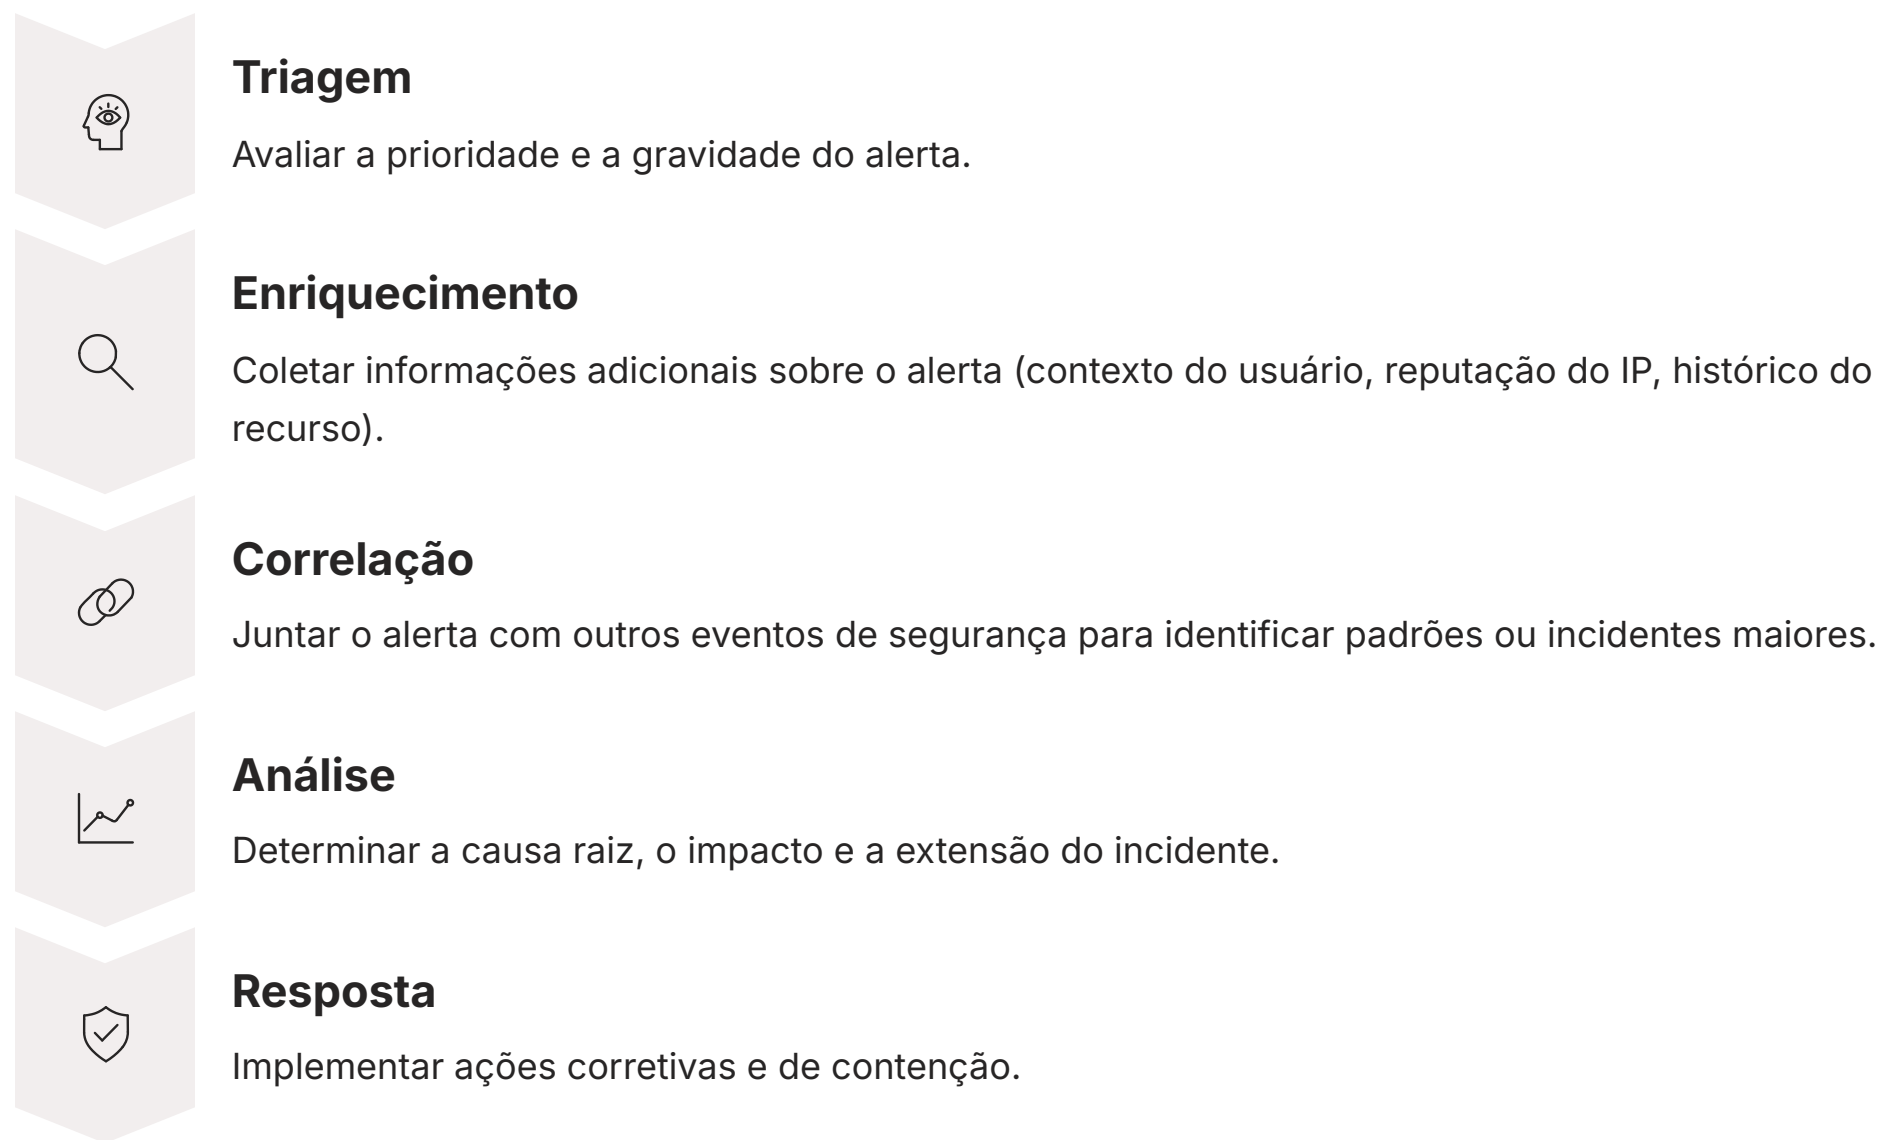 Triagem
Avaliar a prioridade e a gravidade do alerta.
Enriquecimento
Coletar informações adicionais sobre o alerta (contexto do usuário, reputação do IP, histórico do
recurso).
Correlação
Juntar o alerta com outros eventos de segurança para identificar padrões ou incidentes maiores.
Análise
Determinar a causa raiz, o impacto e a extensão do incidente.
Resposta
Implementar ações corretivas e de contenção.